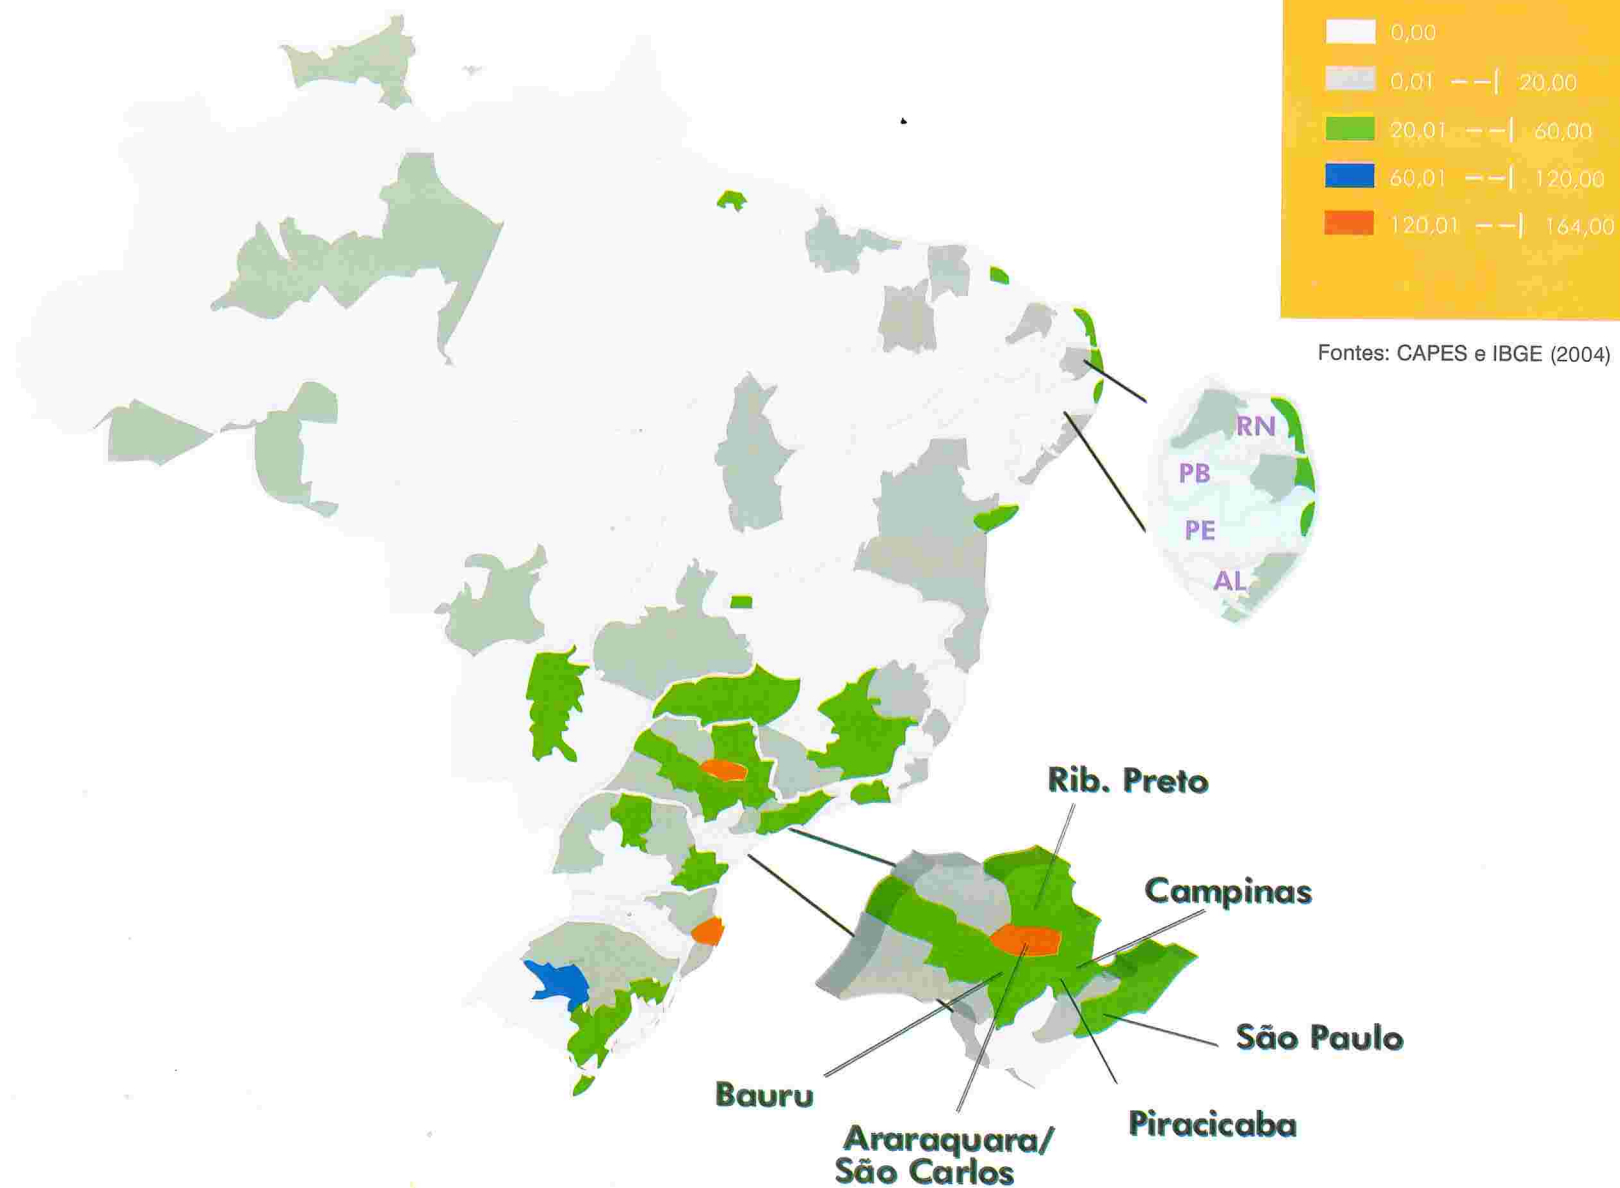 0,00
0,01 ---| 20,00
20,01 ---| 60,00
60,01 ---| 120,00
120,01 ---| 164,00
Fontes: CAPES e IBGE (2004)
RN
PB
PE
AL
Rib. Preto
Campinas
São Paulo
Bauru
Piracicaba
Araraquara/
São Carlos